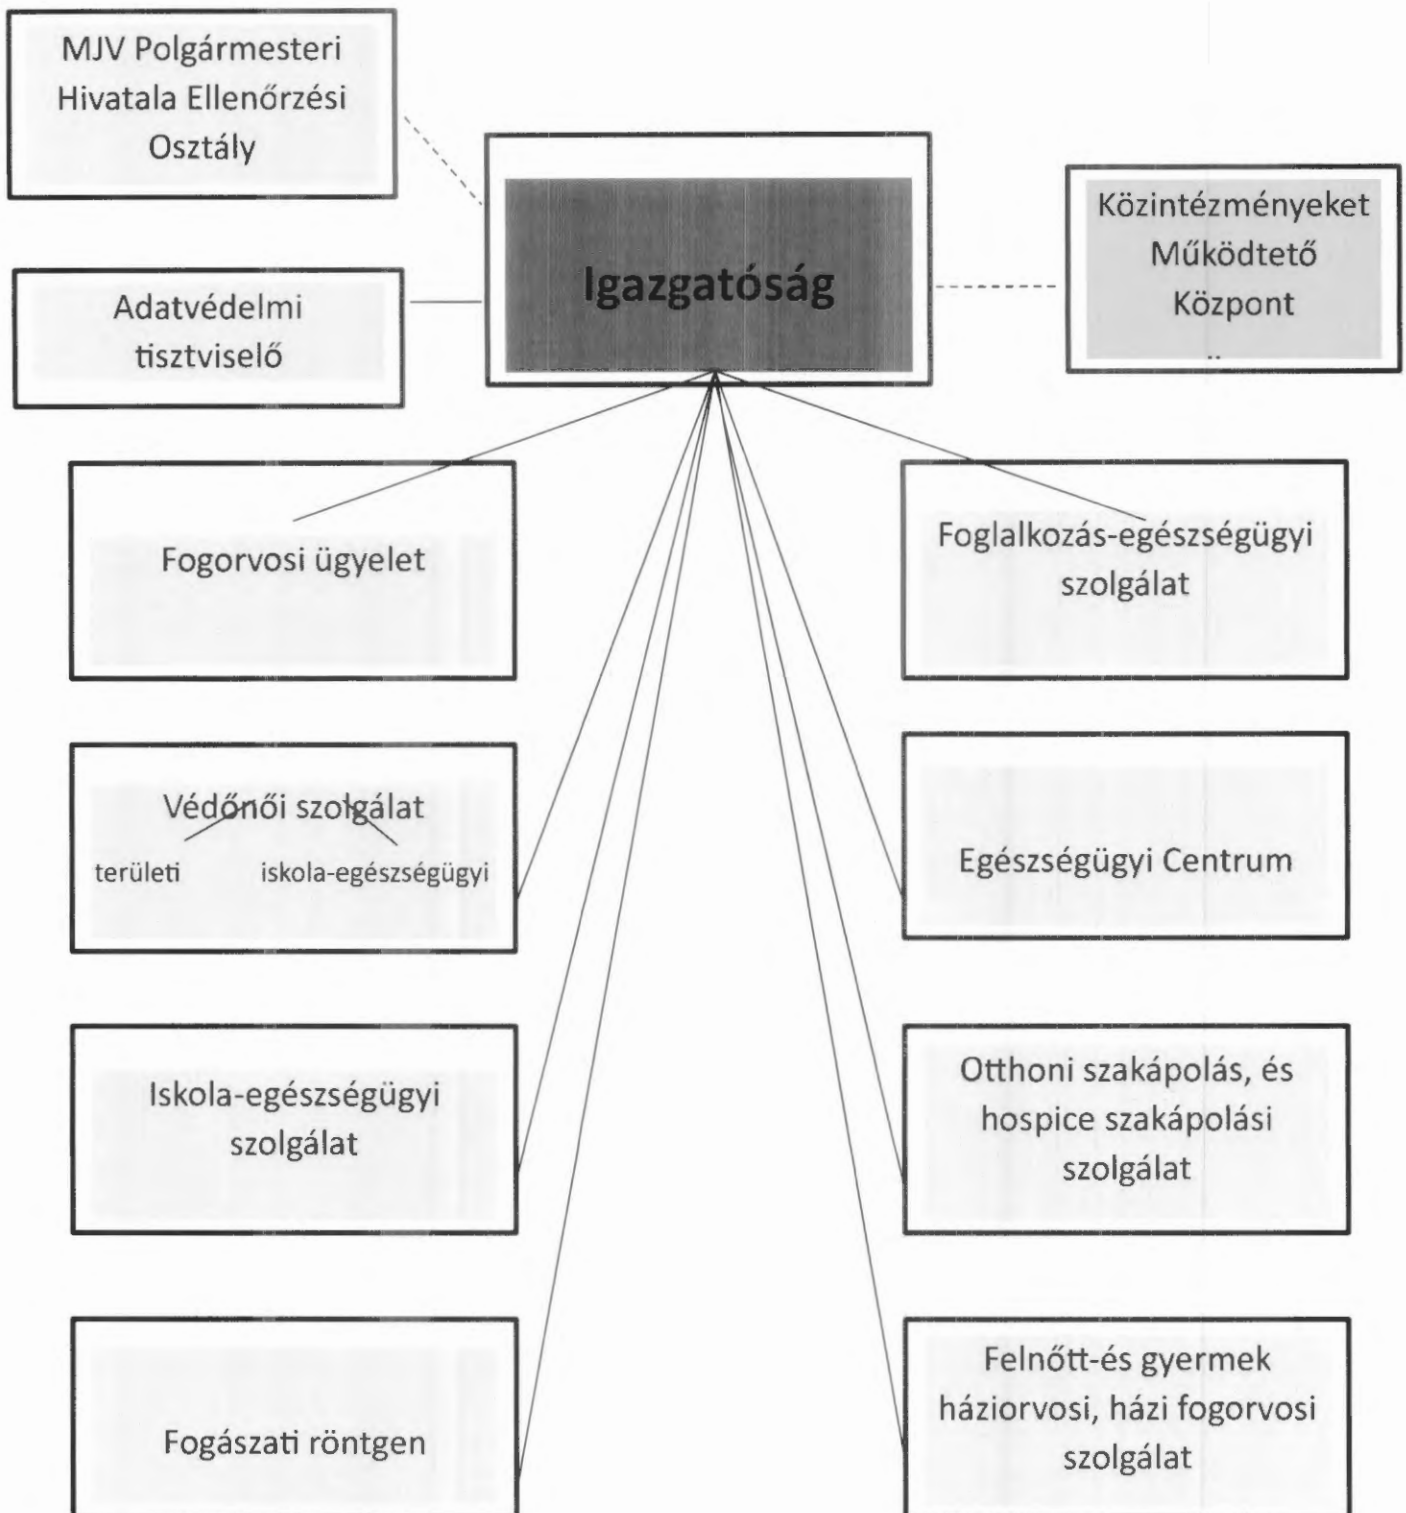 MJV Polgármesteri
Hivatala Ellenőrzési
Osztály
Adatvédelmi
tisztviselő
Igazgatóság
Közintézményeket
Működtető
Központ
Fogorvosi ügyelet
Foglalkozás-egészségügyi
szolgálat
Védőnői szolgálat
területi iskola-egészségügyi
Egészségügyi Centrum
Iskola-egészségügyi
szolgálat
Otthoni szakápolás, és
hospice szakápolási
szolgálat
Fogászati röntgen
Felnőtt-és gyermek
háziorvosi, házi fogorvosi
szolgálat